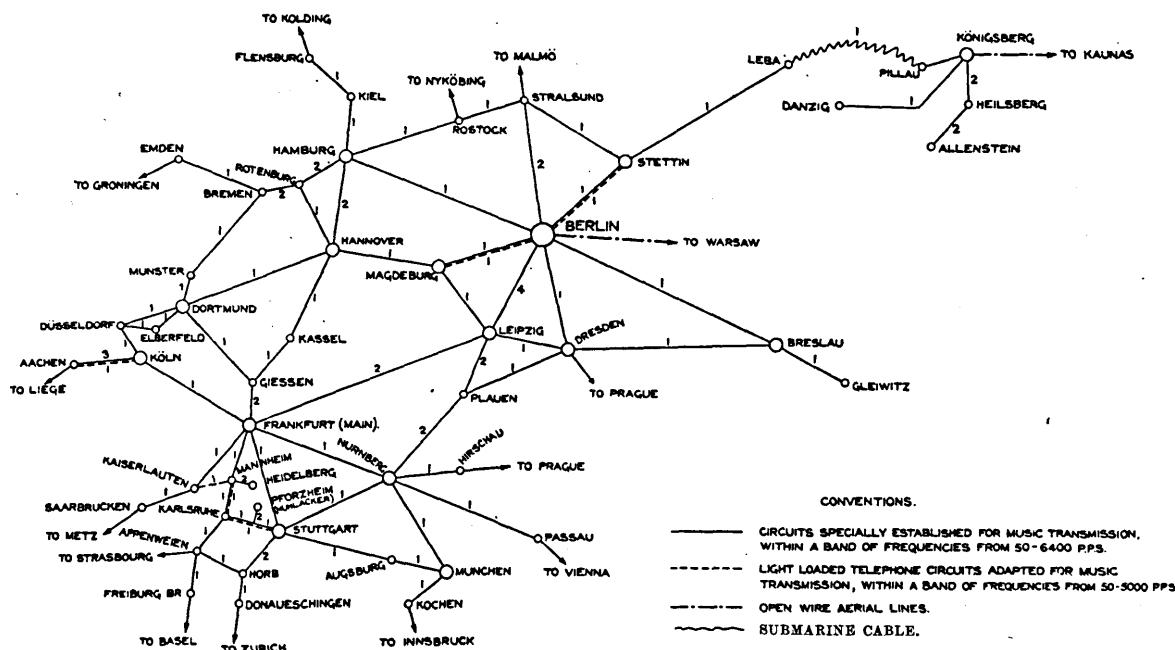 TO KOLDING
FLENSBURG
KIEL
TO NYKÖBING
TO MALMÖ
STRALSUND
ROSTOCK
LEBA
KÖNIGSBERG
TO KAUNAS
PILLAU
DANZIG
HEILSBERG
ALLENSTEIN
EMDEN
TO GRONINGEN
HAMBURG
ROTENBURG
BREMEN
STETTIN
BERLIN
TO WARSAW
HANNOVER
MAGDEBURG
MUNSTER
DORTMUND
DÜSSELDORF
ELBERFELD
KASSEL
LEIPZIG
DRESDEN
BRESLAU
AACHEN
KÖLN
TO LIEGE
GIESSEN
PLAUEN
TO PRAGUE
GLEIWITZ
FRANKFURT (MAIN).
NURNBERG
HIRSCHAU
TO PRAGUE
KAISERLAUTEN
MANNHEIM
HEIDELBERG
SAARBRUCKEN
KARLSRUHE
PFORZHEIM
(MUHLACKER)
TO METZ
APPENWEIEN
STUTTGART
PASSAU
TO STRASBOURG
TO VIENNA
HORB
AUGSBURG
MUNCHEN
FREIBURG BR
DONAUESCHINGEN
KOCHEN
TO BASEL
TO ZURICH
TO INNSBRUCK
CONVENTIONS.
CIRCUITS SPECIALLY ESTABLISHED FOR MUSIC TRANSMISSION,
WITHIN A BAND OF FREQUENCIES FROM 50-6400 P.P.S.
LIGHT LOADED TELEPHONE CIRCUITS ADAPTED FOR MUSIC
TRANSMISSION, WITHIN A BAND OF FREQUENCIES FROM 50-5000 PPS
OPEN WIRE AERIAL LINES.
SUBMARINE CABLE.